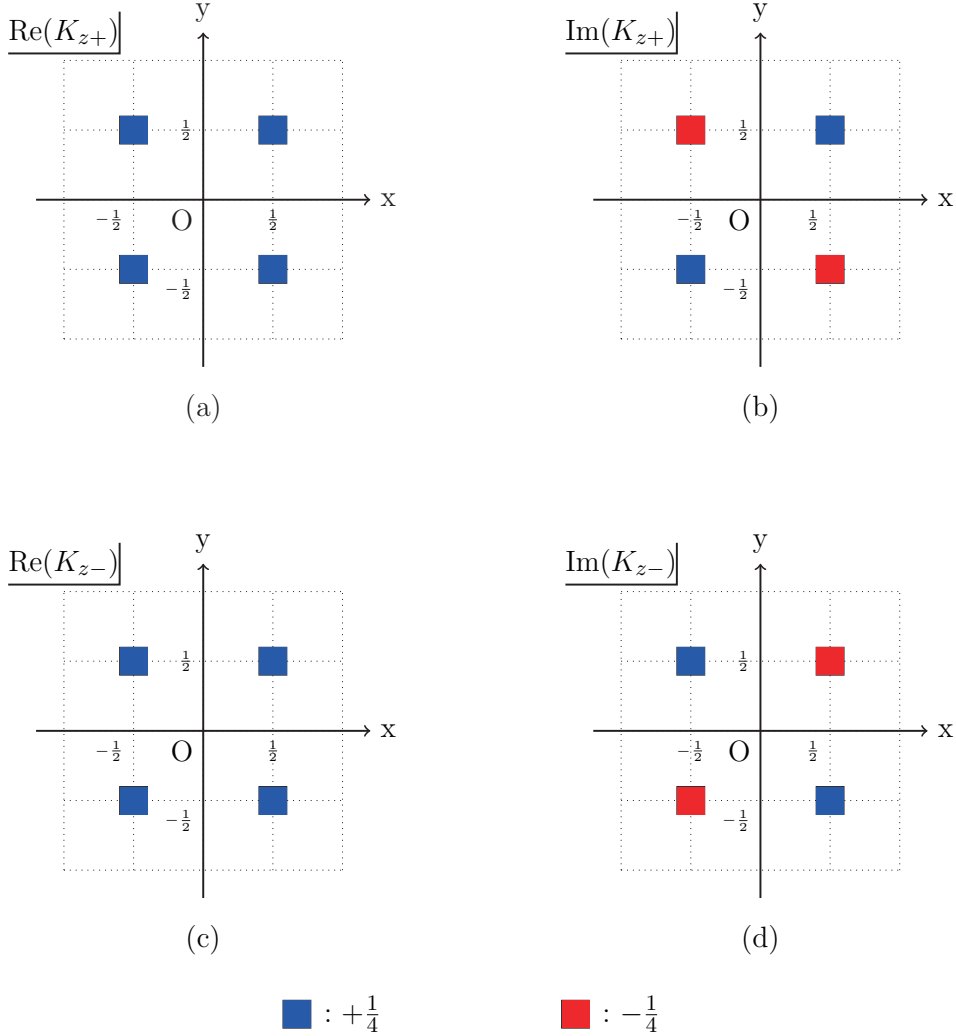 Re(K_{z+})
y
1/2
x
-1/2
O
1/2
-1/2
(a)
Im(K_{z+})
y
1/2
x
-1/2
O
1/2
-1/2
(b)
Re(K_{z-})
y
1/2
x
-1/2
O
1/2
-1/2
(c)
Im(K_{z-})
y
1/2
x
-1/2
O
1/2
-1/2
(d)
: +1/4
: -1/4